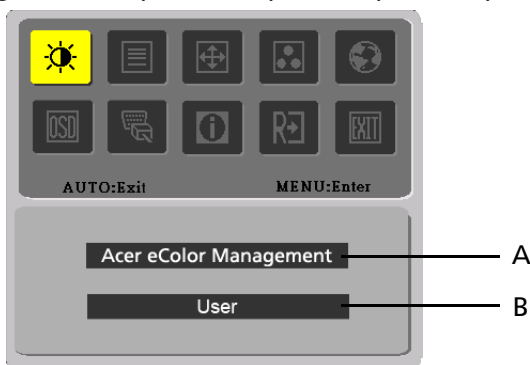 OSD
i
R
EXIT
AUTO:Exit MENU:Enter
Acer eColor Management A
User B